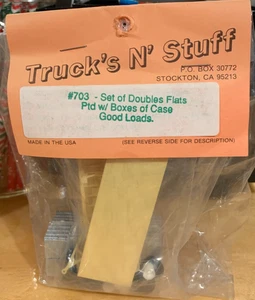 Truck's N' Stuff
P.O. BOX 30772
STOCKTON, CA 95213
#703 - Set of Doubles Flats
Ptd w/ Boxes of Case
Good Loads.
MADE IN THE USA
(SEE REVERSE SIDE FOR DESCRIPTION)